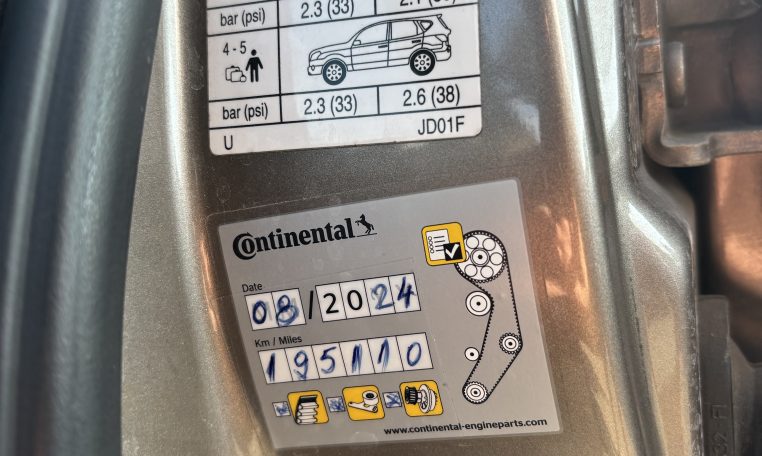 bar (psi) 2.3 (33)
4 - 5
bar (psi) 2.3 (33) 2.6 (38)
U JD01F
Continental
Date
08/2024
Km / Miles
195110
www.continental-engineparts.com